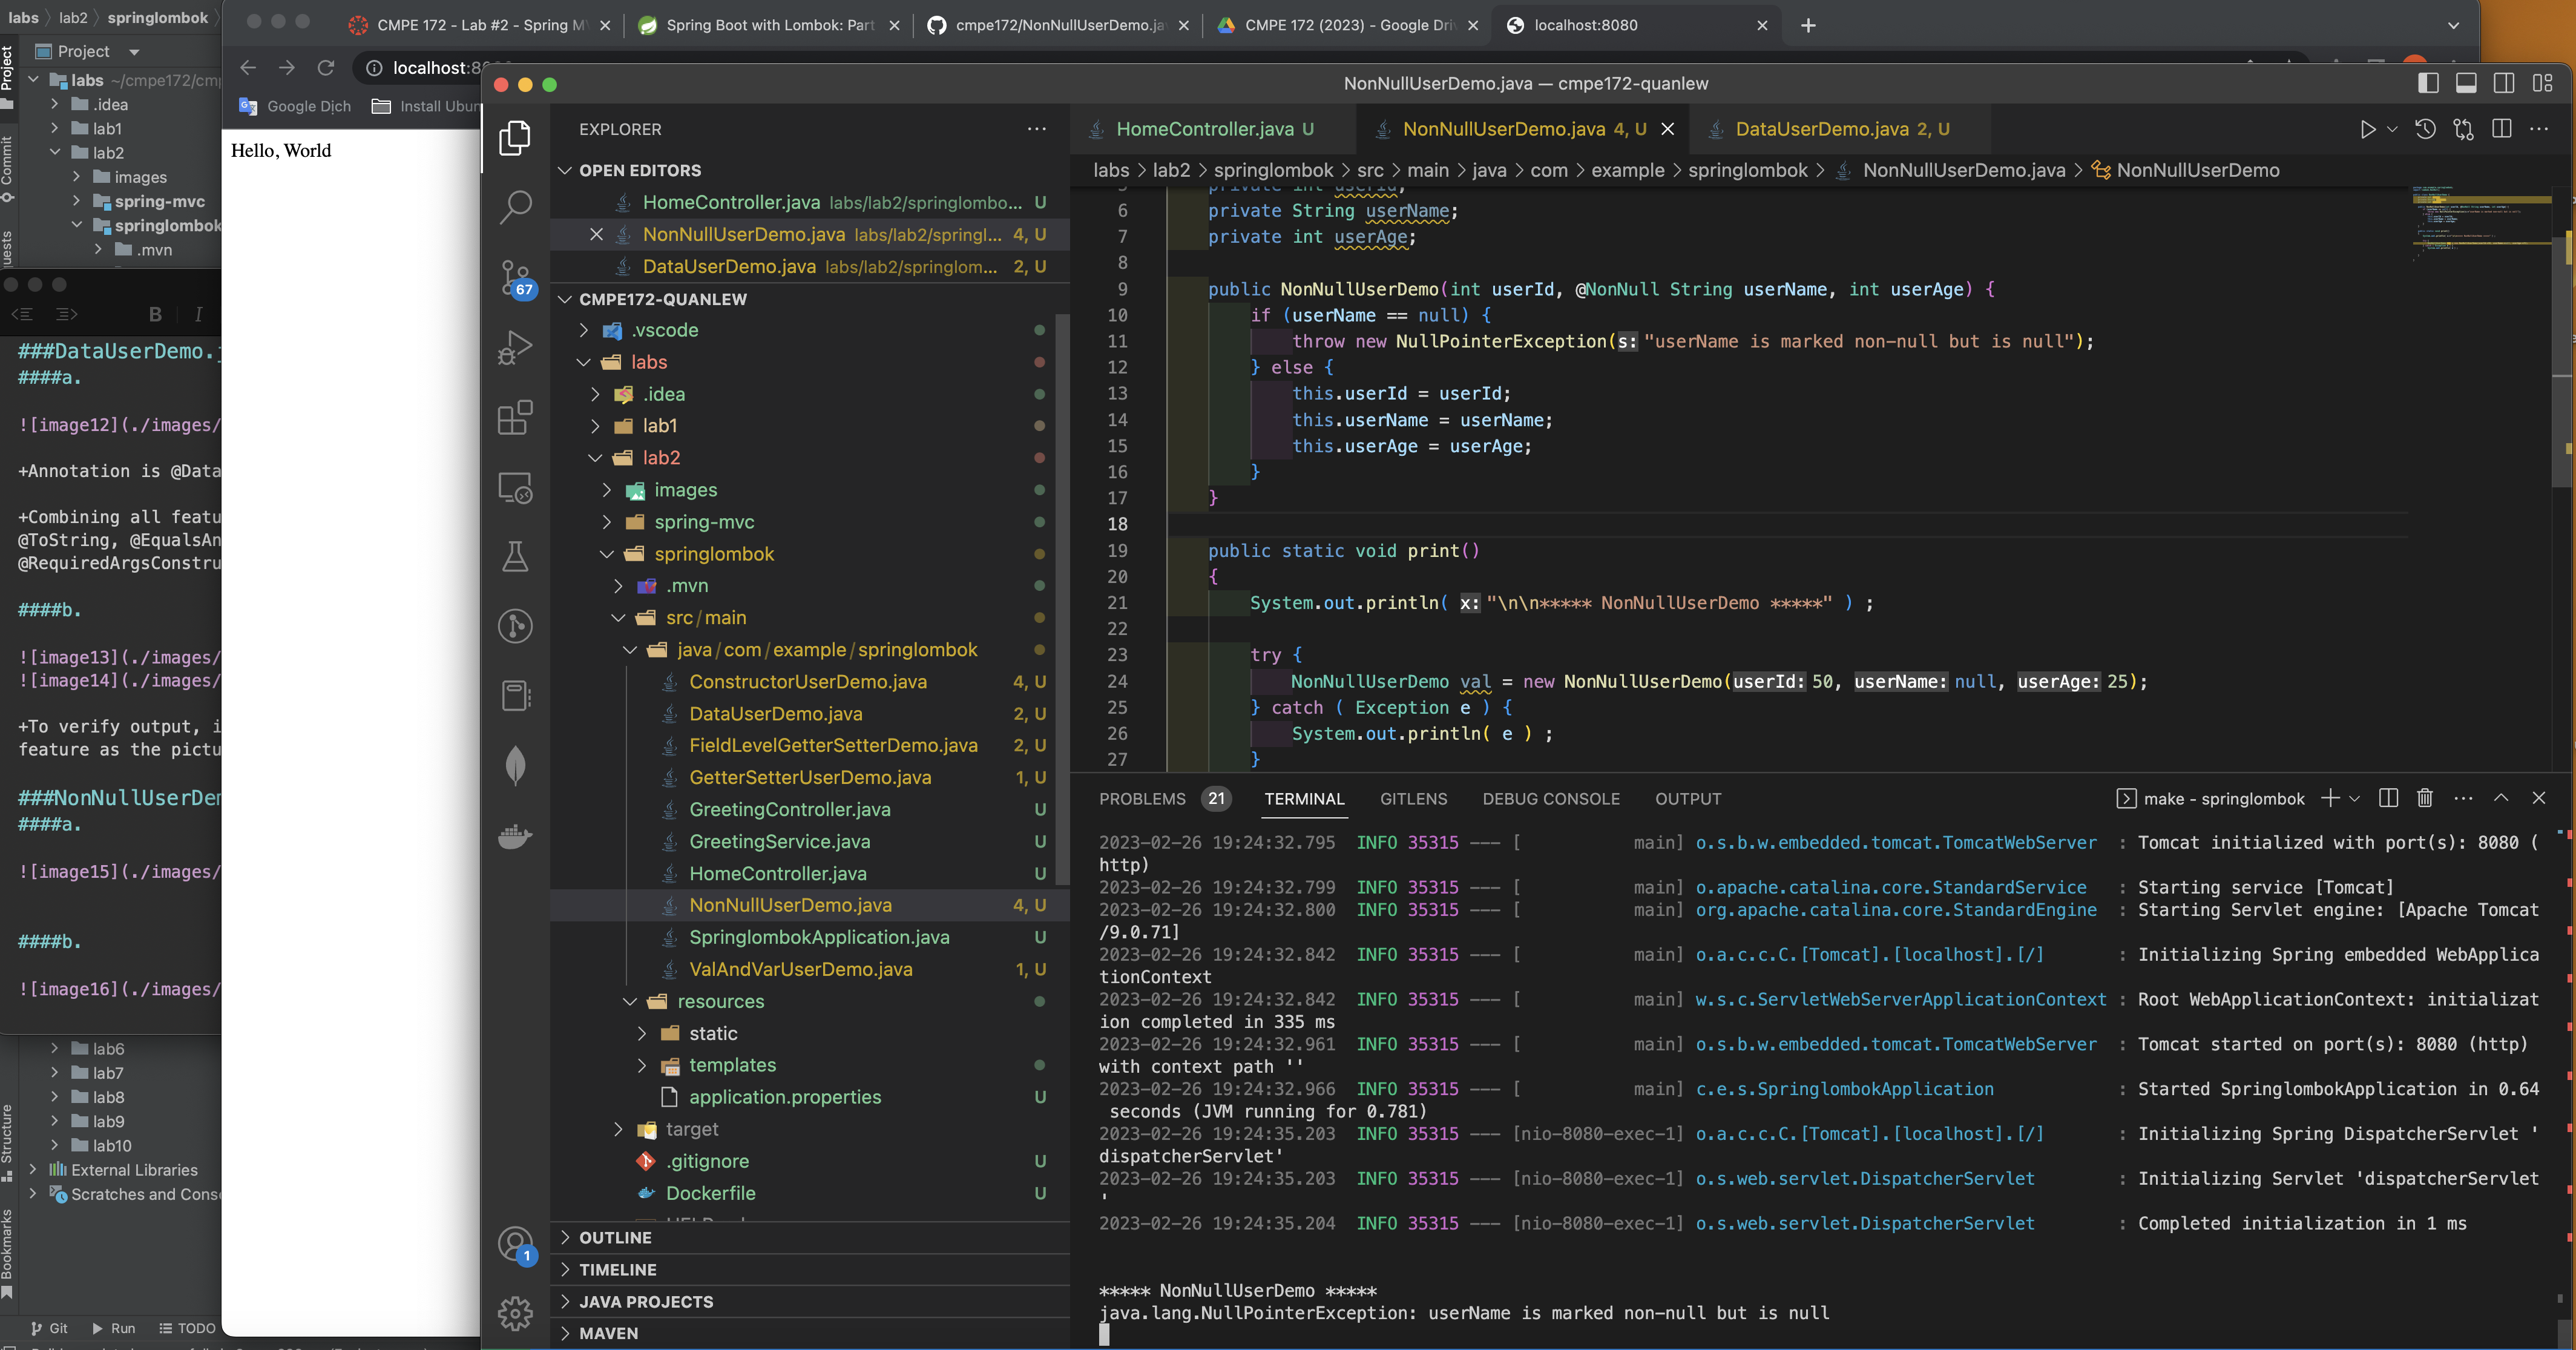 labs
lab2
springlombok
CMPE 172 - Lab #2 - Spring M
Spring Boot with Lombok: Part
cmpe172/NonNullUserDemo.ja
CMPE 172 (2023) - Google Dri
localhost:8080
Project
Project
labs ~/cmpe172/cm
.idea
lab1
lab2
images
spring-mvc
springlombok
.mvn
Commit
localhost:8
Google Dịch
Install Ubun
Hello, World
B I
###DataUserDemo.j
####a.
![image12](./images/
+Annotation is @Data
+Combining all featu
@ToString, @EqualsAn
@RequiredArgsConstru
####b.
![image13](./images/
![image14](./images/
+To verify output, i
feature as the pictu
###NonNullUserDem
####a.
![image15](./images/
####b.
![image16](./images/
lab6
lab7
lab8
lab9
lab10
External Libraries
Scratches and Conso
Structure
Bookmarks
Git
Run
TODO
NonNullUserDemo.java — cmpe172-quanlew
67
1
EXPLORER
OPEN EDITORS
HomeController.java labs/lab2/springlombo... U
NonNullUserDemo.java labs/lab2/springl... 4, U
DataUserDemo.java labs/lab2/springlom... 2, U
CMPE172-QUANLEW
.vscode
labs
.idea
lab1
lab2
images
spring-mvc
springlombok
.mvn
src/main
java/com/example/springlombok
ConstructorUserDemo.java 4, U
DataUserDemo.java 2, U
FieldLevelGetterSetterDemo.java 2, U
GetterSetterUserDemo.java 1, U
GreetingController.java U
GreetingService.java U
HomeController.java U
NonNullUserDemo.java 4, U
SpringlombokApplication.java U
ValAndVarUserDemo.java 1, U
resources
static
templates
application.properties U
target
.gitignore U
Dockerfile U
OUTLINE
TIMELINE
JAVA PROJECTS
MAVEN
HomeController.java U
NonNullUserDemo.java 4, U
DataUserDemo.java 2, U
labs > lab2 > springlombok > src > main > java > com > example > springlombok > NonNullUserDemo.java > NonNullUserDemo
5 private int userId;
6 private String userName;
7 private int userAge;
8
9 public NonNullUserDemo(int userId, @NonNull String userName, int userAge) {
10 if (userName == null) {
11 throw new NullPointerException(s: "userName is marked non-null but is null");
12 } else {
13 this.userId = userId;
14 this.userName = userName;
15 this.userAge = userAge;
16 }
17 }
18
19 public static void print()
20 {
21 System.out.println( x: "\n\n***** NonNullUserDemo *****" ) ;
22
23 try {
24 NonNullUserDemo val = new NonNullUserDemo(userId: 50, userName: null, userAge: 25);
25 } catch ( Exception e ) {
26 System.out.println( e ) ;
27 }
PROBLEMS 21 TERMINAL GITLENS DEBUG CONSOLE OUTPUT
make - springlombok
2023-02-26 19:24:32.795 INFO 35315 --- [ main] o.s.b.w.embedded.tomcat.TomcatWebServer : Tomcat initialized with port(s): 8080 (
http)
2023-02-26 19:24:32.799 INFO 35315 --- [ main] o.apache.catalina.core.StandardService : Starting service [Tomcat]
2023-02-26 19:24:32.800 INFO 35315 --- [ main] org.apache.catalina.core.StandardEngine : Starting Servlet engine: [Apache Tomcat
/9.0.71]
2023-02-26 19:24:32.842 INFO 35315 --- [ main] o.a.c.c.C.[Tomcat].[localhost].[/] : Initializing Spring embedded WebApplica
tionContext
2023-02-26 19:24:32.842 INFO 35315 --- [ main] w.s.c.ServletWebServerApplicationContext : Root WebApplicationContext: initializat
ion completed in 335 ms
2023-02-26 19:24:32.961 INFO 35315 --- [ main] o.s.b.w.embedded.tomcat.TomcatWebServer : Tomcat started on port(s): 8080 (http)
with context path ''
2023-02-26 19:24:32.966 INFO 35315 --- [ main] c.e.s.SpringlombokApplication : Started SpringlombokApplication in 0.64
seconds (JVM running for 0.781)
2023-02-26 19:24:35.203 INFO 35315 --- [nio-8080-exec-1] o.a.c.c.C.[Tomcat].[localhost].[/] : Initializing Spring DispatcherServlet '
dispatcherServlet'
2023-02-26 19:24:35.203 INFO 35315 --- [nio-8080-exec-1] o.s.web.servlet.DispatcherServlet : Initializing Servlet 'dispatcherServlet
'
2023-02-26 19:24:35.204 INFO 35315 --- [nio-8080-exec-1] o.s.web.servlet.DispatcherServlet : Completed initialization in 1 ms
***** NonNullUserDemo *****
java.lang.NullPointerException: userName is marked non-null but is null